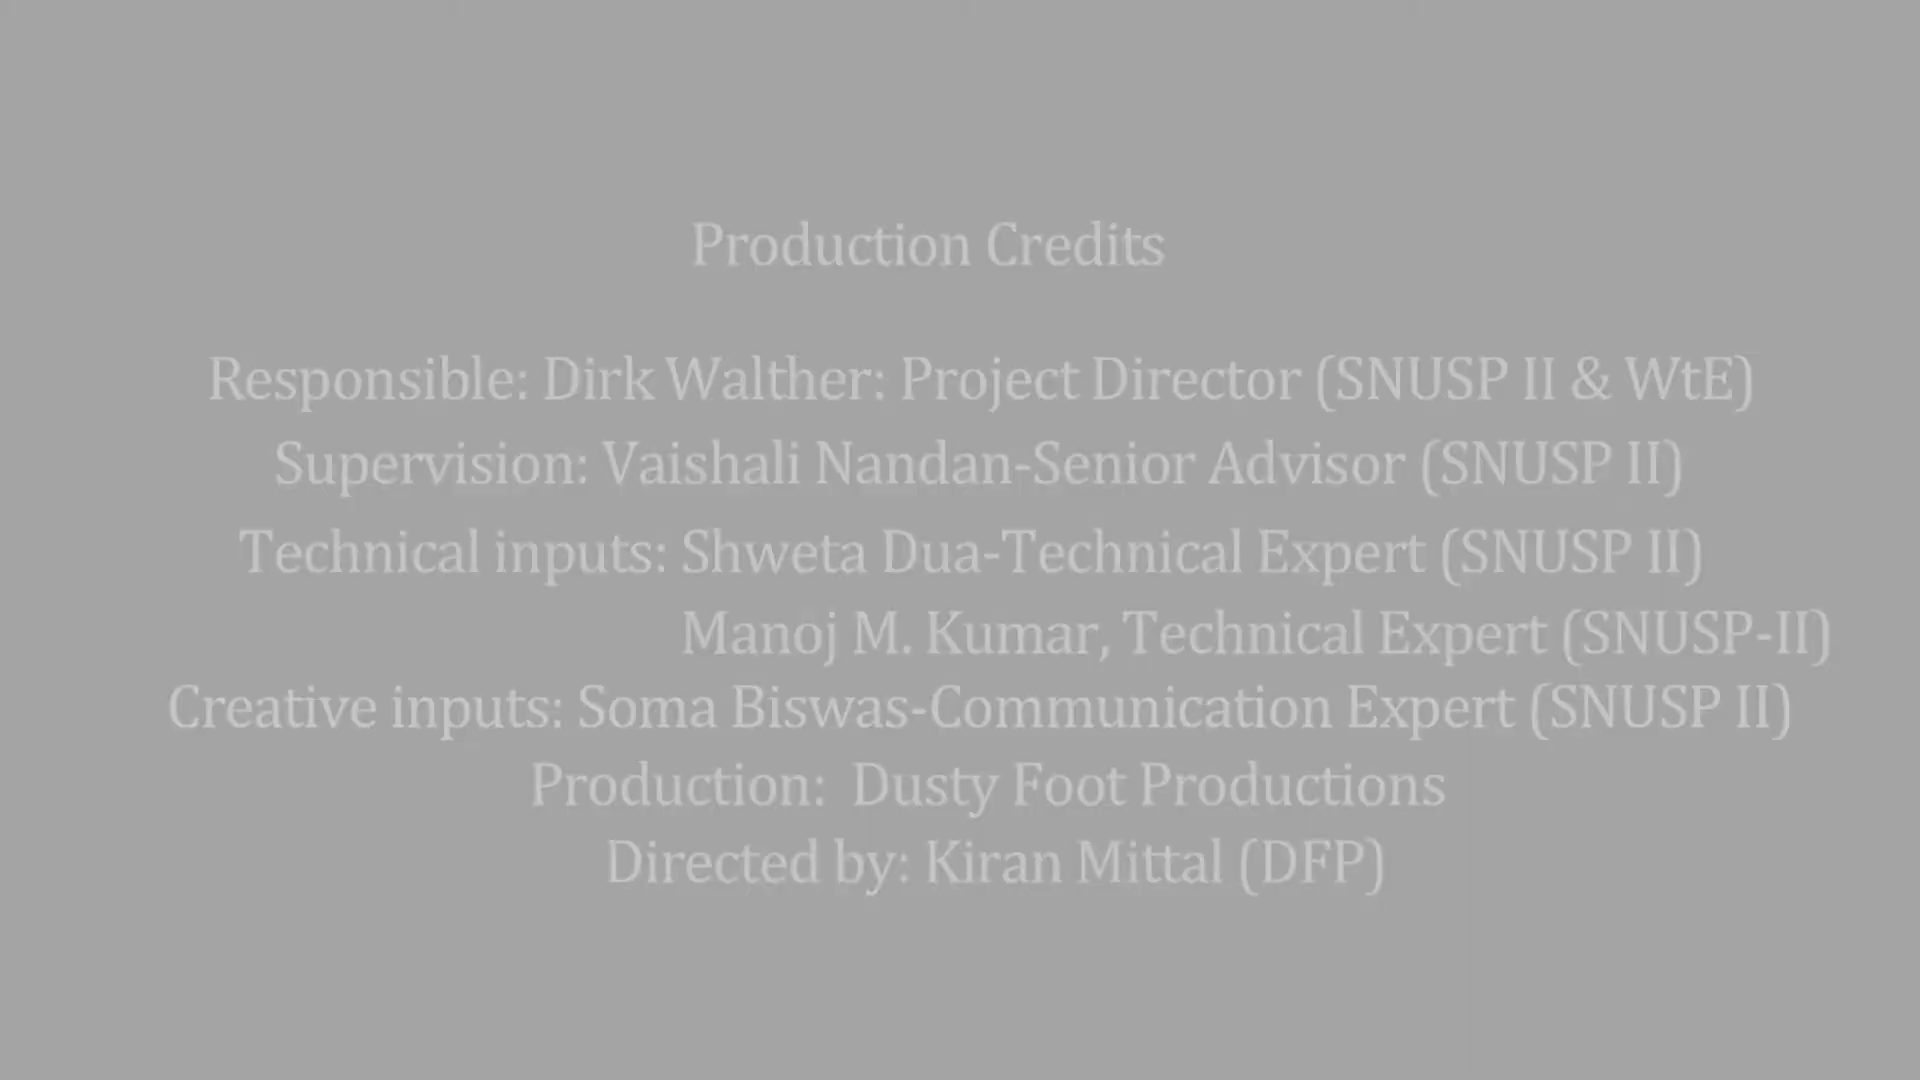 Production Credits
Responsible: Dirk Walther: Project Director (SNUSP II & WtE)
Supervision: Vaishali Nandan-Senior Advisor (SNUSP II)
Technical inputs: Shweta Dua-Technical Expert (SNUSP II)
Manoj M. Kumar, Technical Expert (SNUSP-II)
Creative inputs: Soma Biswas-Communication Expert (SNUSP II)
Production: Dusty Foot Productions
Directed by: Kiran Mittal (DFP)